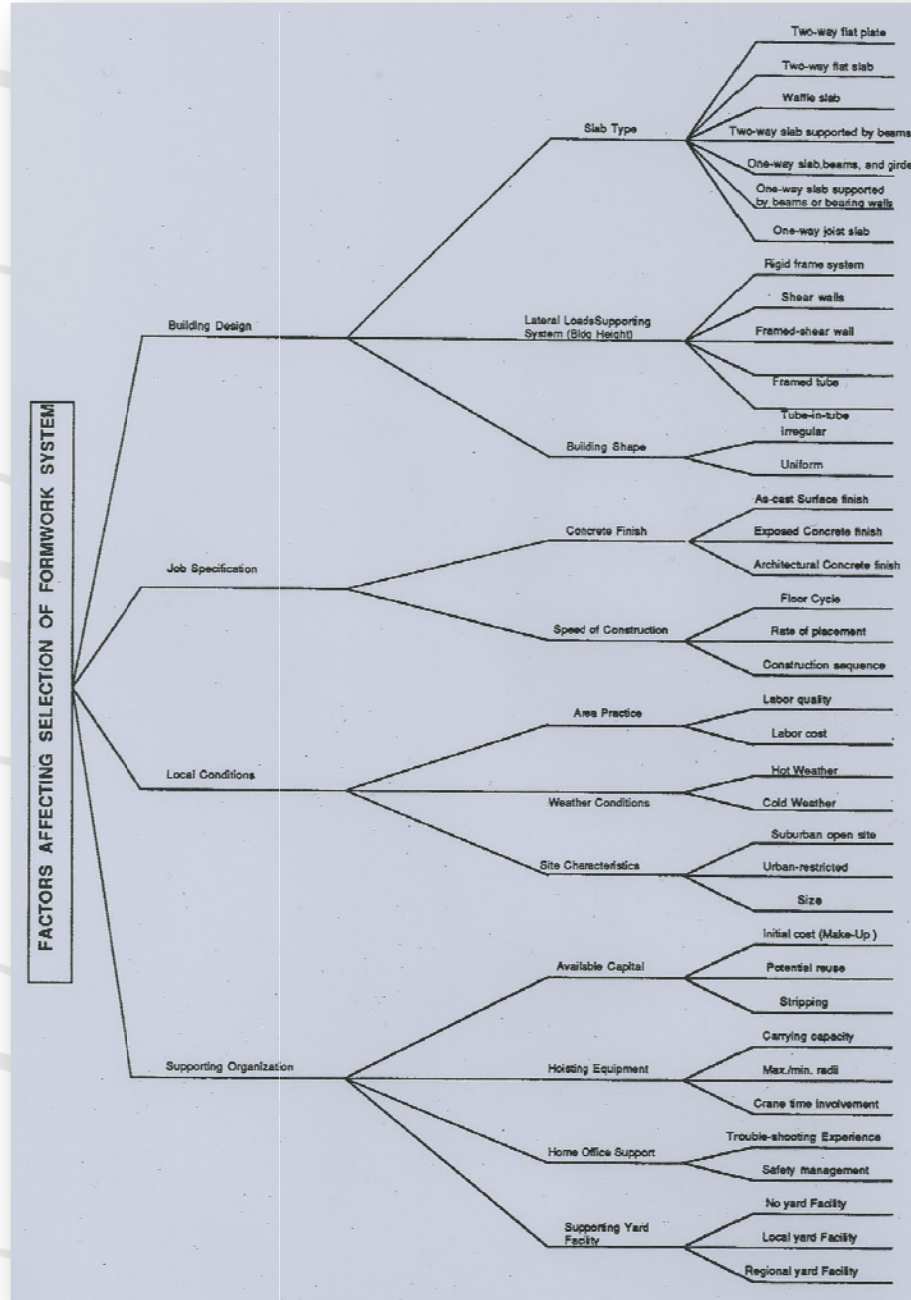 FACTORS AFFECTING SELECTION OF FORMWORK SYSTEM
Building Design
Slab Type
Two-way flat plate
Two-way flat slab
Waffle slab
Two-way slab supported by beams
One-way slab,beams, and girde
One-way slab supported
by beams or bearing walls
One-way joist slab
Lateral LoadsSupporting
System (Bldg Height)
Rigid frame system
Shear walls
Framed-shear wall
Framed tube
Tube-in-tube
Building Shape
irregular
Uniform
Job Specification
Concrete Finish
As-cast Surface finish
Exposed Concrete finish
Architectural Concrete finish
Speed of Construction
Floor Cycle
Rate of placement
Construction sequence
Local Conditions
Area Practice
Labor quality
Labor cost
Weather Conditions
Hot Weather
Cold Weather
Site Characteristics
Suburban open site
Urban-restricted
Size
Supporting Organization
Available Capital
Initial cost (Make-Up )
Potential reuse
Stripping
Hoisting Equipment
Carrying capacity
Max./min. radii
Crane time involvement
Home Office Support
Trouble-shooting Experience
Safety management
Supporting Yard
Facility
No yard Facility
Local yard Facility
Regional yard Facility